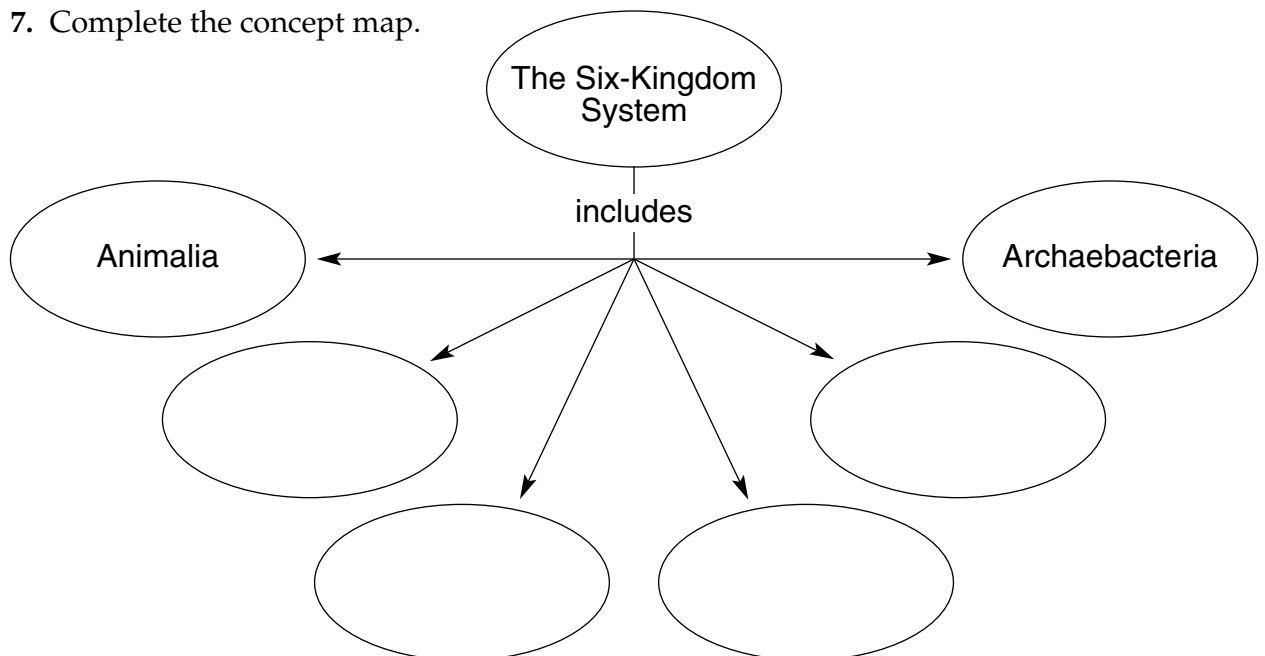 7. Complete the concept map.
The Six-Kingdom
System
includes
Animalia
Archaebacteria